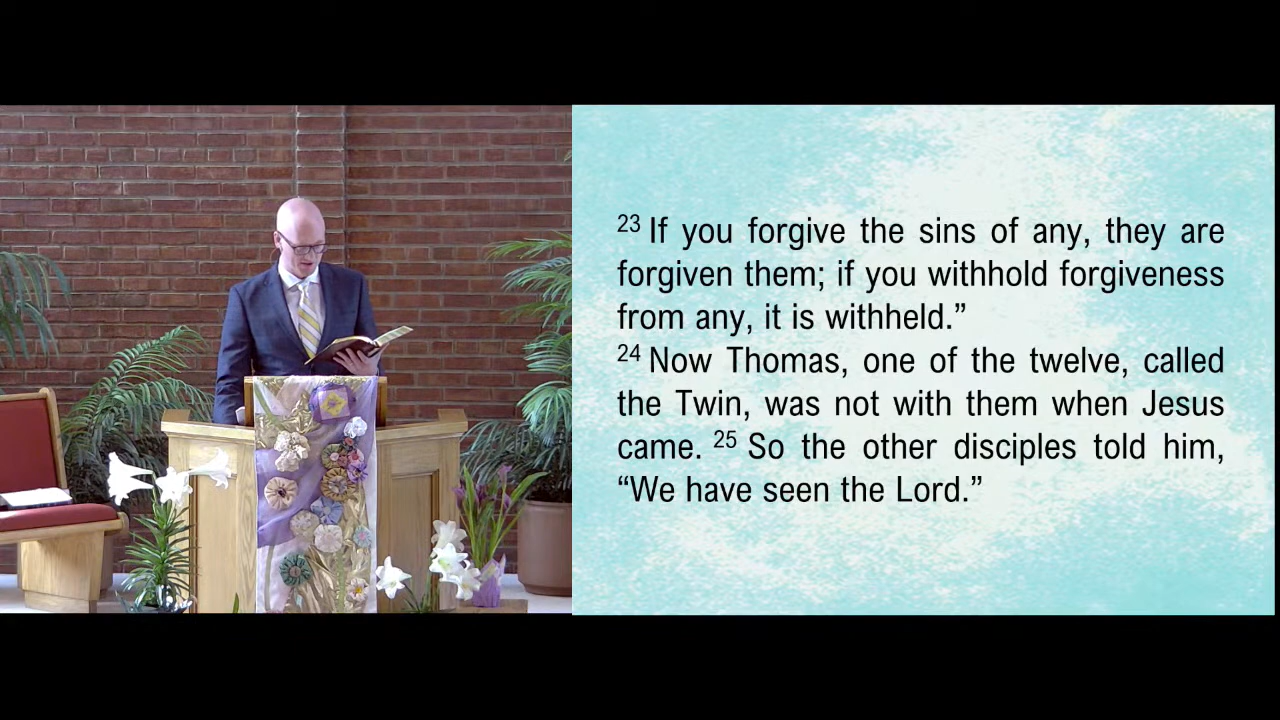 23 If you forgive the sins of any, they are
forgiven them; if you withhold forgiveness
from any, it is withheld.”
24 Now Thomas, one of the twelve, called
the Twin, was not with them when Jesus
came. 25 So the other disciples told him,
“We have seen the Lord.”